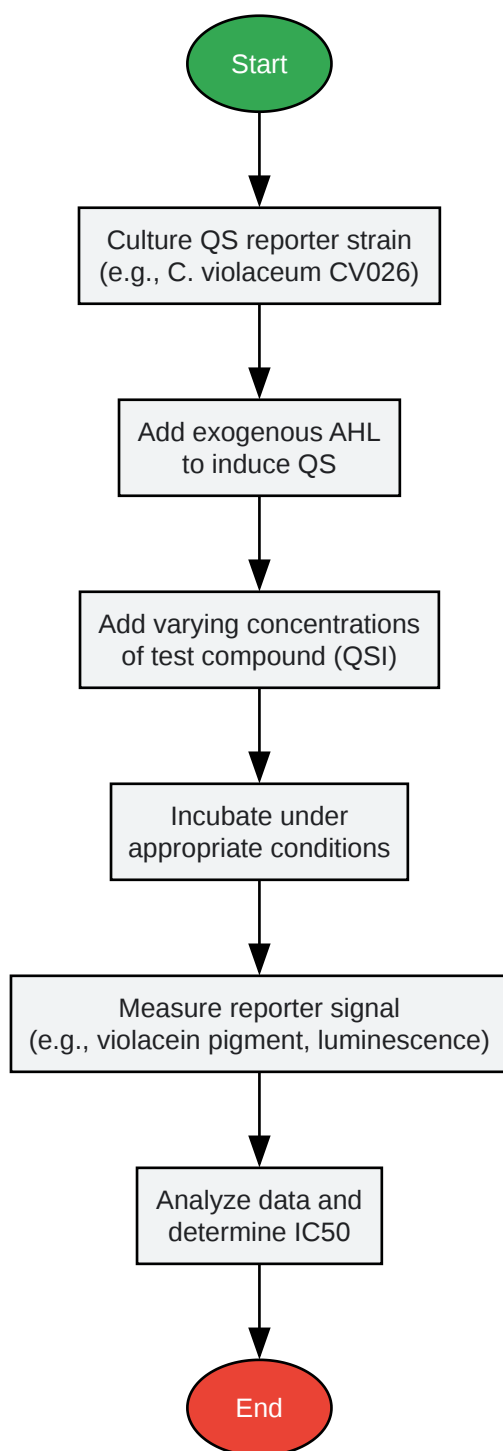 Start
Culture QS reporter strain
(e.g., C. violaceum CV026)
Add exogenous AHL
to induce QS
Add varying concentrations
of test compound (QSI)
Incubate under
appropriate conditions
Measure reporter signal
(e.g., violacein pigment, luminescence)
Analyze data and
determine IC50
End